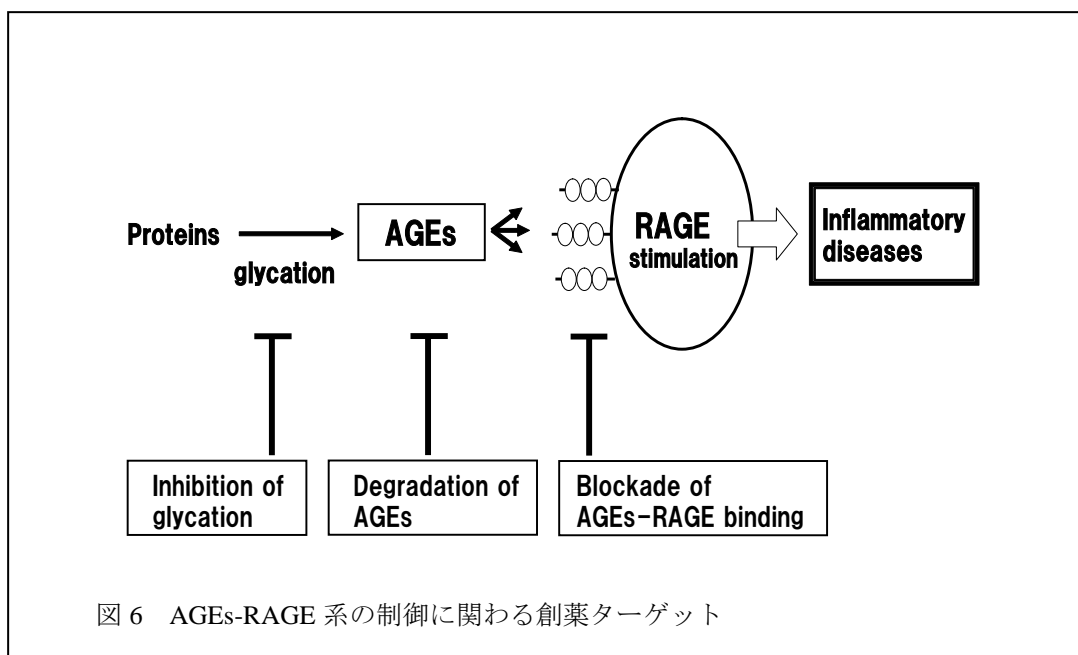 Proteins
glycation
AGEs
RAGE
stimulation
Inflammatory
diseases
Inhibition of
glycation
Degradation of
AGEs
Blockade of
AGEs-RAGE binding
図 6 AGEs-RAGE 系の制御に関わる創薬ターゲット